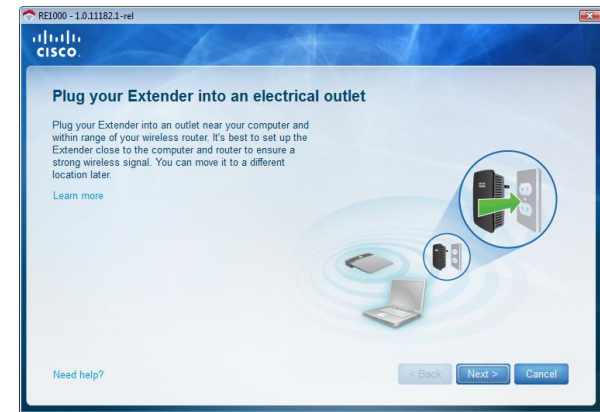 RE1000 - 1.0.11182.1-rel
CISCO.
Plug your Extender into an electrical outlet
Plug your Extender into an outlet near your computer and
within range of your wireless router. It's best to set up the
Extender close to the computer and router to ensure a
strong wireless signal. You can move it to a different
location later.
Learn more
Need help?
< Back
Next >
Cancel